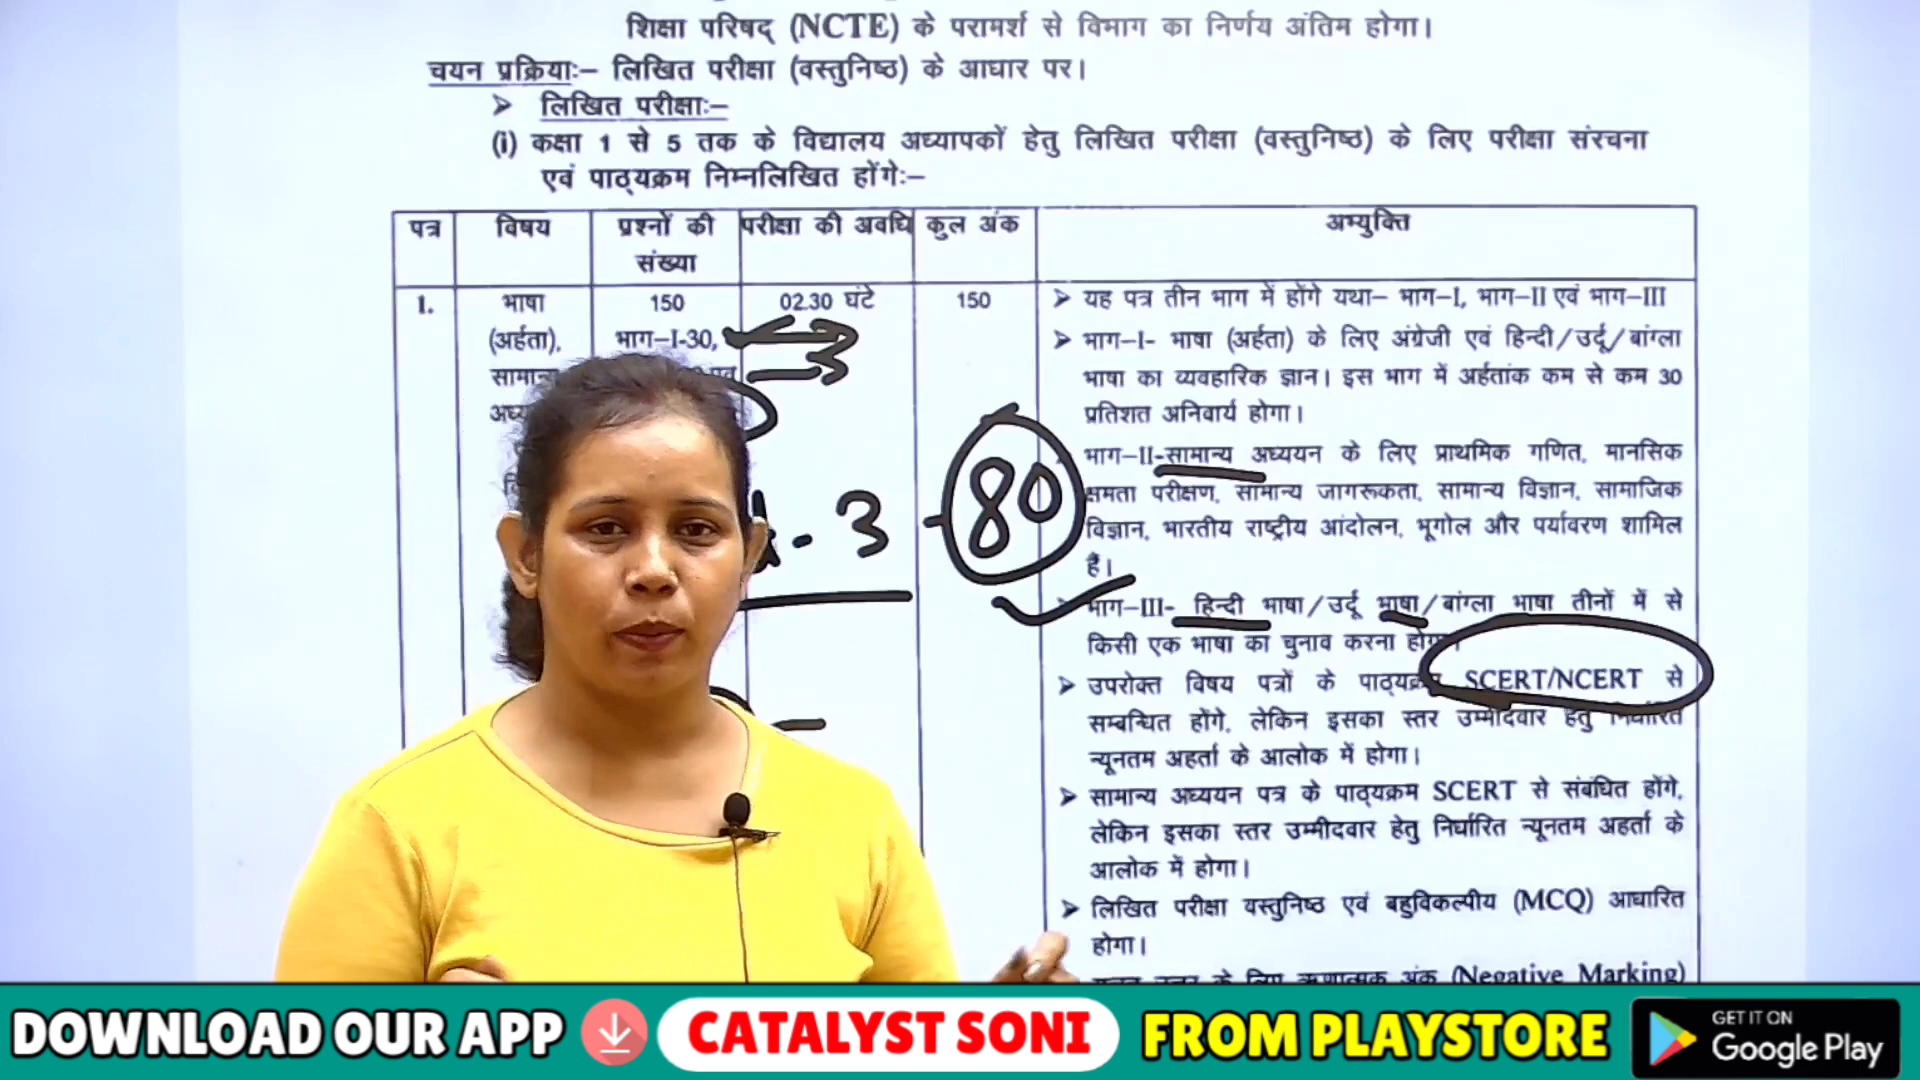 शिक्षा परिषद् (NCTE) के परामर्श से विभाग का निर्णय अंतिम होगा।
चयन प्रक्रियाः– लिखित परीक्षा (वस्तुनिष्ठ) के आधार पर।
➤ लिखित परीक्षाः–
(i) कक्षा 1 से 5 तक के विद्यालय अध्यापकों हेतु लिखित परीक्षा (वस्तुनिष्ठ) के लिए परीक्षा संरचना
एवं पाठ्यक्रम निम्नलिखित होंगेः–
पत्र विषय प्रश्नों की संख्या परीक्षा की अवधि कुल अंक अभ्युक्ति
I. भाषा 150 02.30 घंटे 150
(अर्हता), भाग–I-30,
➤ यह पत्र तीन भाग में होंगे यथा– भाग–I, भाग–II एवं भाग–III
➤ भाग–I- भाषा (अर्हता) के लिए अंग्रेजी एवं हिन्दी/उर्दू/बांग्ला
भाषा का व्यवहारिक ज्ञान। इस भाग में अर्हतांक कम से कम 30
प्रतिशत अनिवार्य होगा।
भाग–II-सामान्य अध्ययन के लिए प्राथमिक गणित, मानसिक
क्षमता परीक्षण, सामान्य जागरूकता, सामान्य विज्ञान, सामाजिक
विज्ञान, भारतीय राष्ट्रीय आंदोलन, भूगोल और पर्यावरण शामिल
है।
भाग–III- हिन्दी भाषा/उर्दू भाषा/बांग्ला भाषा तीनों में से
किसी एक भाषा का चुनाव करना
➤ उपरोक्त विषय पत्रों के पाठ्यक्रम SCERT/NCERT से
सम्बन्धित होंगे, लेकिन इसका स्तर उम्मीदवार हेतु निर्धारित
न्यूनतम अहर्ता के आलोक में होगा।
➤ सामान्य अध्ययन पत्र के पाठ्यक्रम SCERT से संबंधित होंगे,
लेकिन इसका स्तर उम्मीदवार हेतु निर्धारित न्यूनतम अहर्ता के
आलोक में होगा।
➤ लिखित परीक्षा वस्तुनिष्ठ एवं बहुविकल्पीय (MCQ) आधारित
होगा।
के लिए ऋणात्मक अंक (Negative Marking)
- 3 - 80
DOWNLOAD OUR APP CATALYST SONI FROM PLAYSTORE
GET IT ON
Google Play